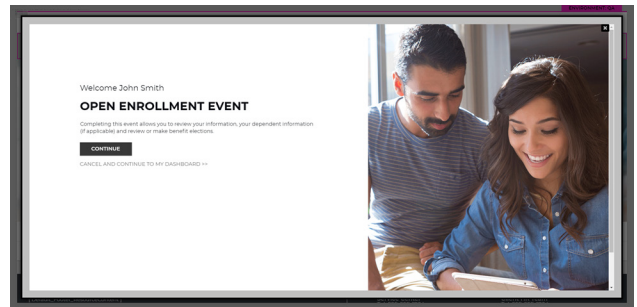 Welcome John Smith
OPEN ENROLLMENT EVENT
Completing this event allows you to review your information, your dependent information
(if applicable) and review or make benefit elections.
CONTINUE
CANCEL AND CONTINUE TO MY DASHBOARD >>